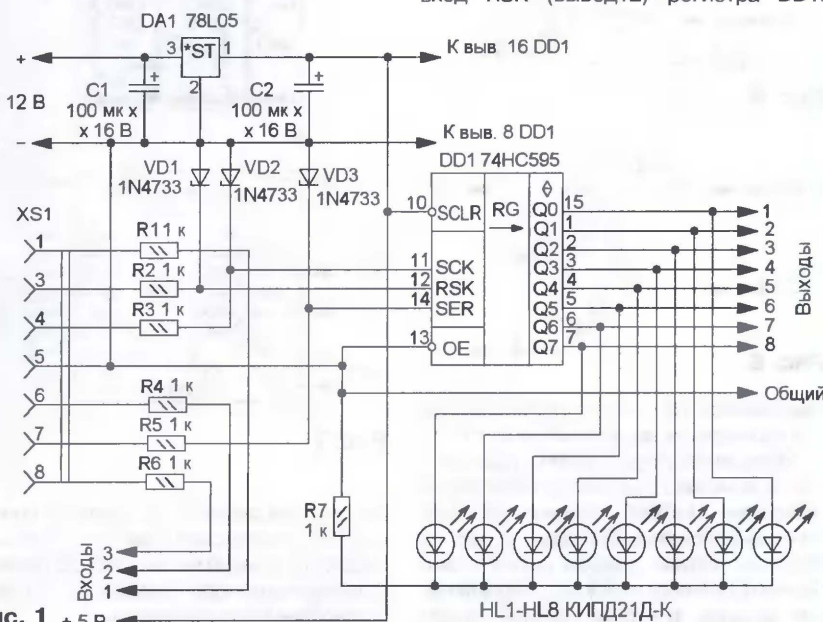 вход RSK (вывод12) регистра DD1.
DA1 78L05
+
3
*ST
1
2
К выв. 16 DD1
12 В
C1
100 мк х
х 16 В
+
C2
100 мк х
х 16 В
+
−
К выв. 8 DD1
VD1
1N4733
VD2
1N4733
VD3
1N4733
DD1 74HC595
XS1
1
3
4
5
6
7
8
R1 1 к
R2 1 к
R3 1 к
R4 1 к
R5 1 к
R6 1 к
R7
1 к
10
SCLR
11
SCK
12
RSK
14
SER
13
OE
RG
Q0 15
Q1 1
Q2 2
Q3 3
Q4 4
Q5 5
Q6 6
Q7 7
1
2
3
4
5
6
7
8
Выходы
Общий
Входы
3
2
1
HL1-HL8 КИПД21Д-К
Рис. 1
+ 5 В